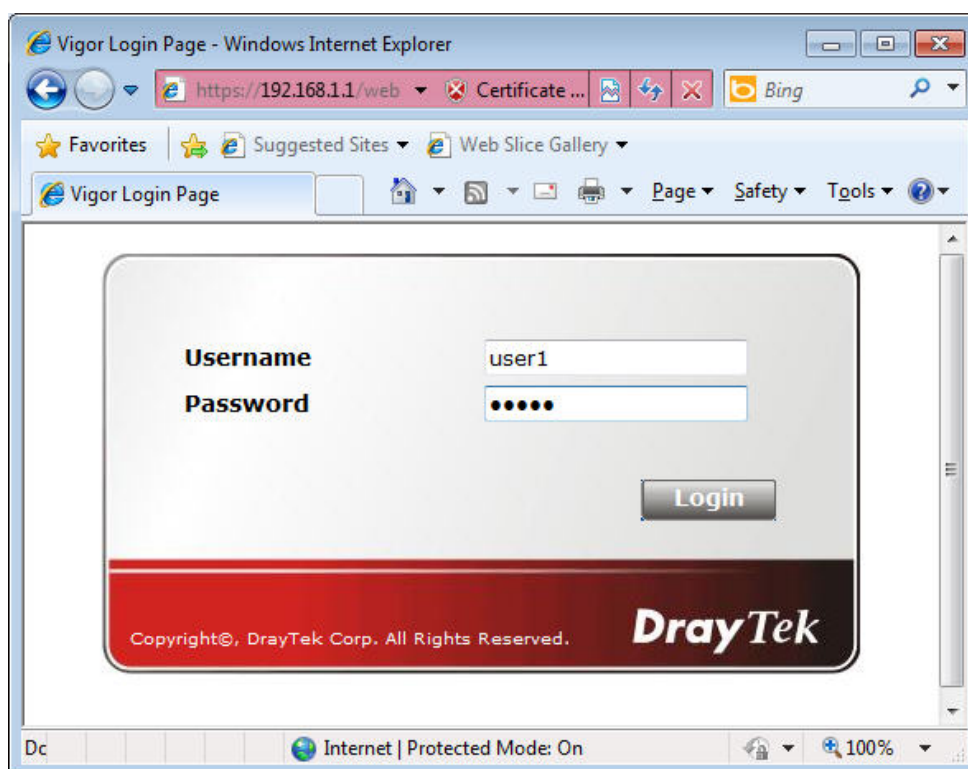 Vigor Login Page - Windows Internet Explorer
https://192.168.1.1/web Certificate ... Bing
Favorites Suggested Sites Web Slice Gallery
Vigor Login Page Page Safety Tools
Username user1
Password •••••
Login
Copyright©, DrayTek Corp. All Rights Reserved. DrayTek
Dc Internet | Protected Mode: On 100%